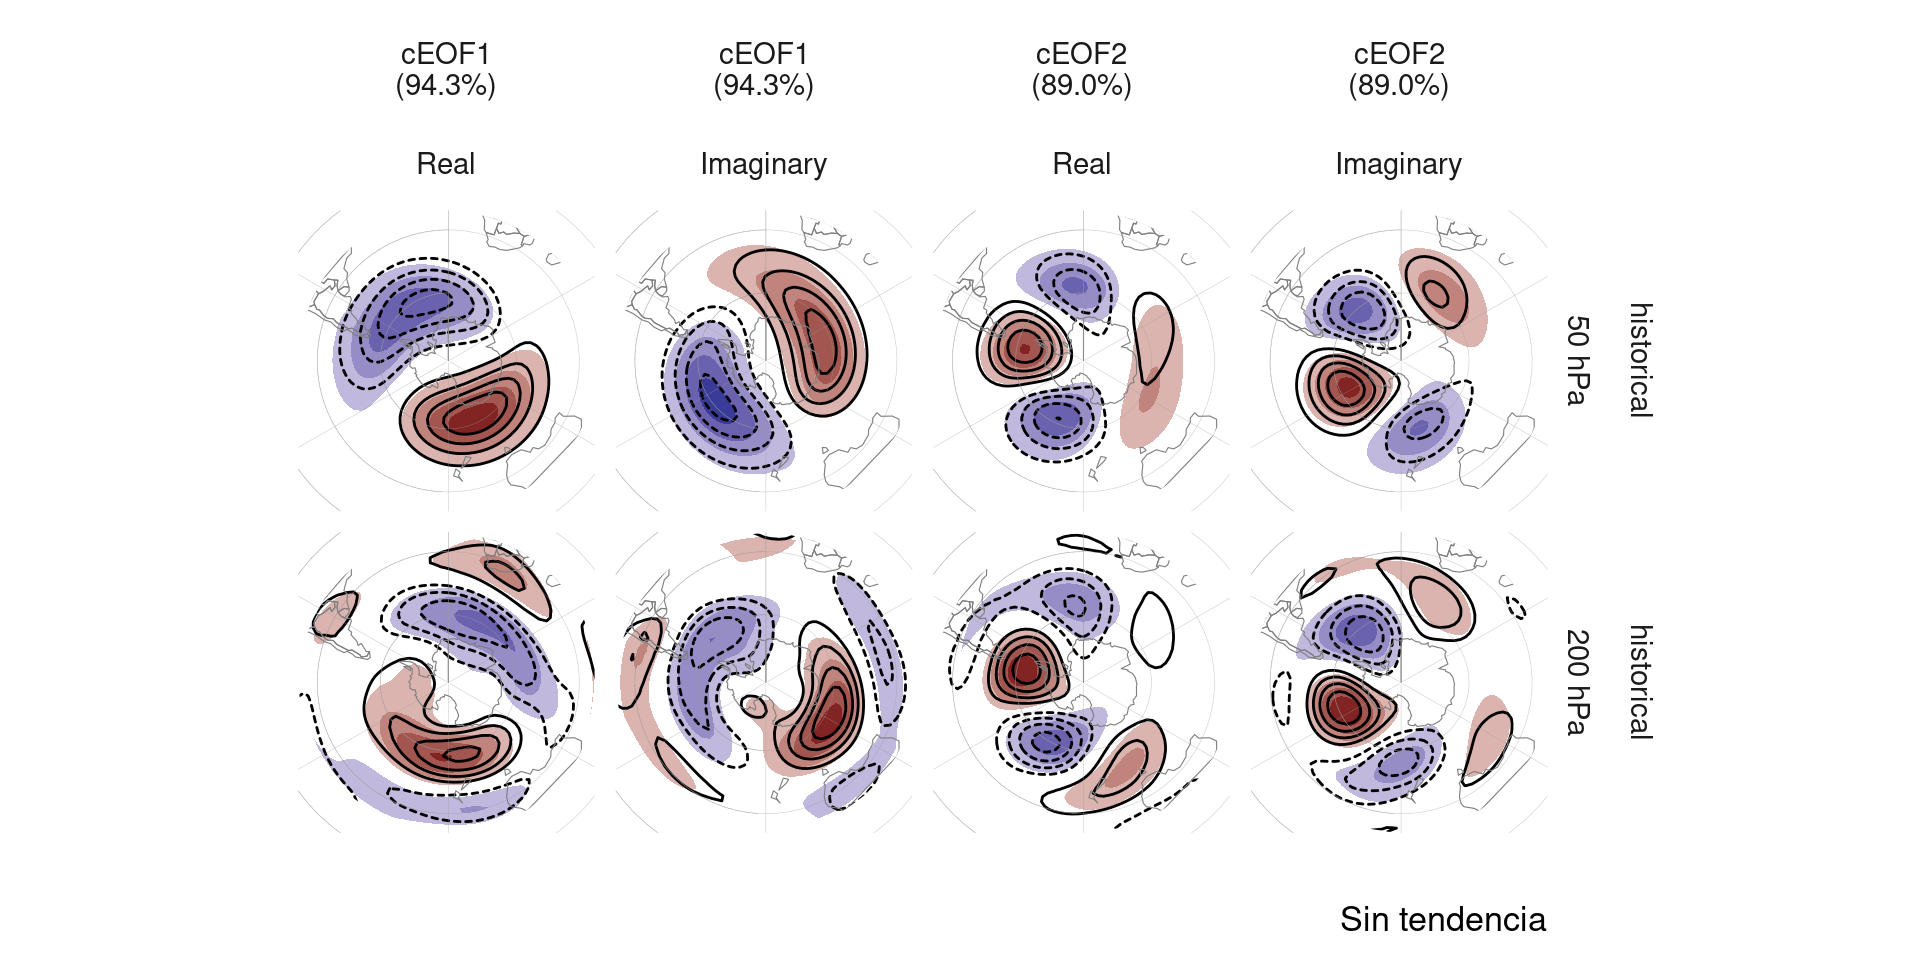 cEOF1
(94.3%)
cEOF1
(94.3%)
cEOF2
(89.0%)
cEOF2
(89.0%)
Real
Imaginary
Real
Imaginary
50 hPa
historical
200 hPa
historical
Sin tendencia